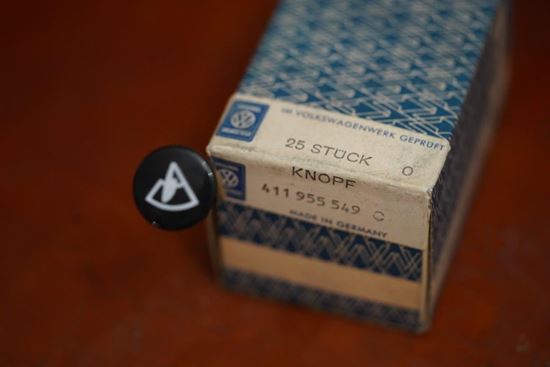 IM VOLKSWAGENWERK GEPRÜFT
25 STÜCK O
KNOPF
411 955 549 C
MADE IN GERMANY